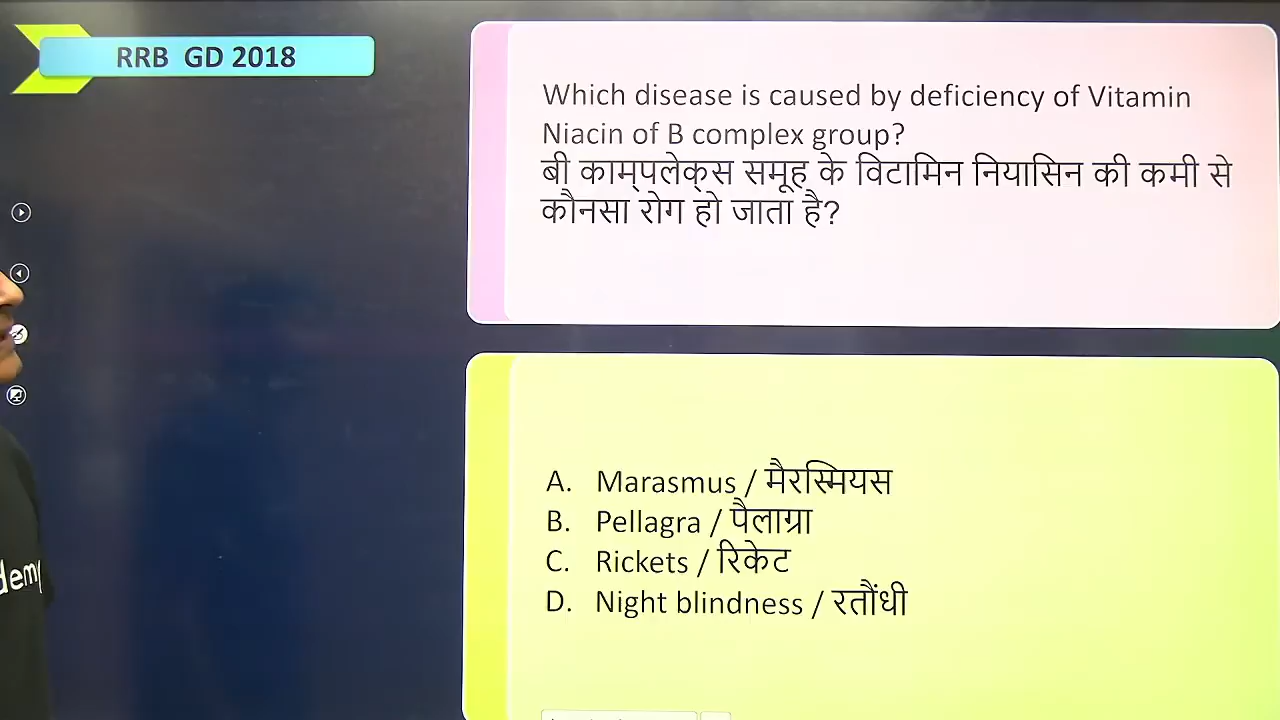 RRB GD 2018
Which disease is caused by deficiency of Vitamin
Niacin of B complex group?
बी काम्पलेक्स समूह के विटामिन नियासिन की कमी से
कौनसा रोग हो जाता है?
A. Marasmus / मैरस्मियस
B. Pellagra / पैलाग्रा
C. Rickets / रिकेट
D. Night blindness / रतौंधी